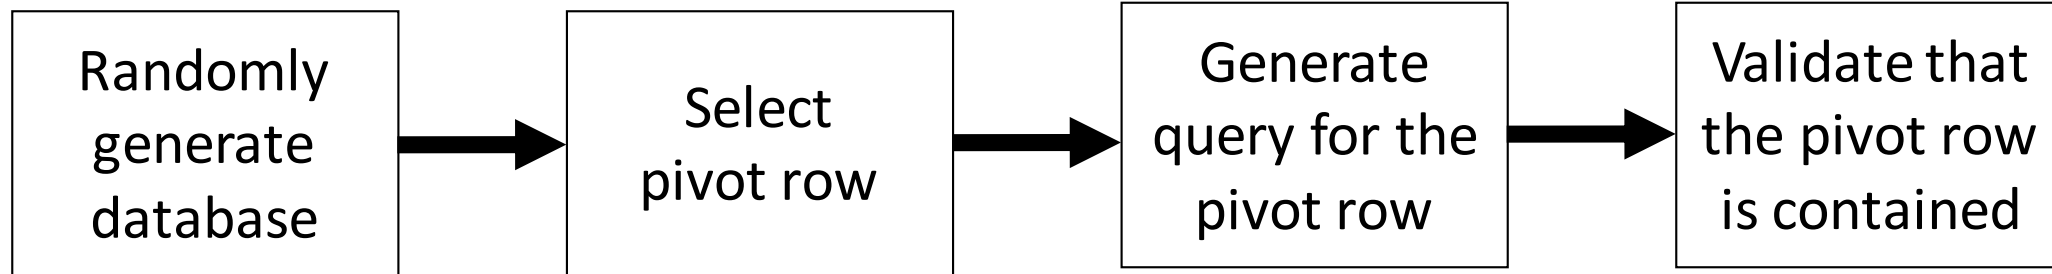 Randomly
generate
database
Select
pivot row
Generate
query for the
pivot row
Validate that
the pivot row
is contained